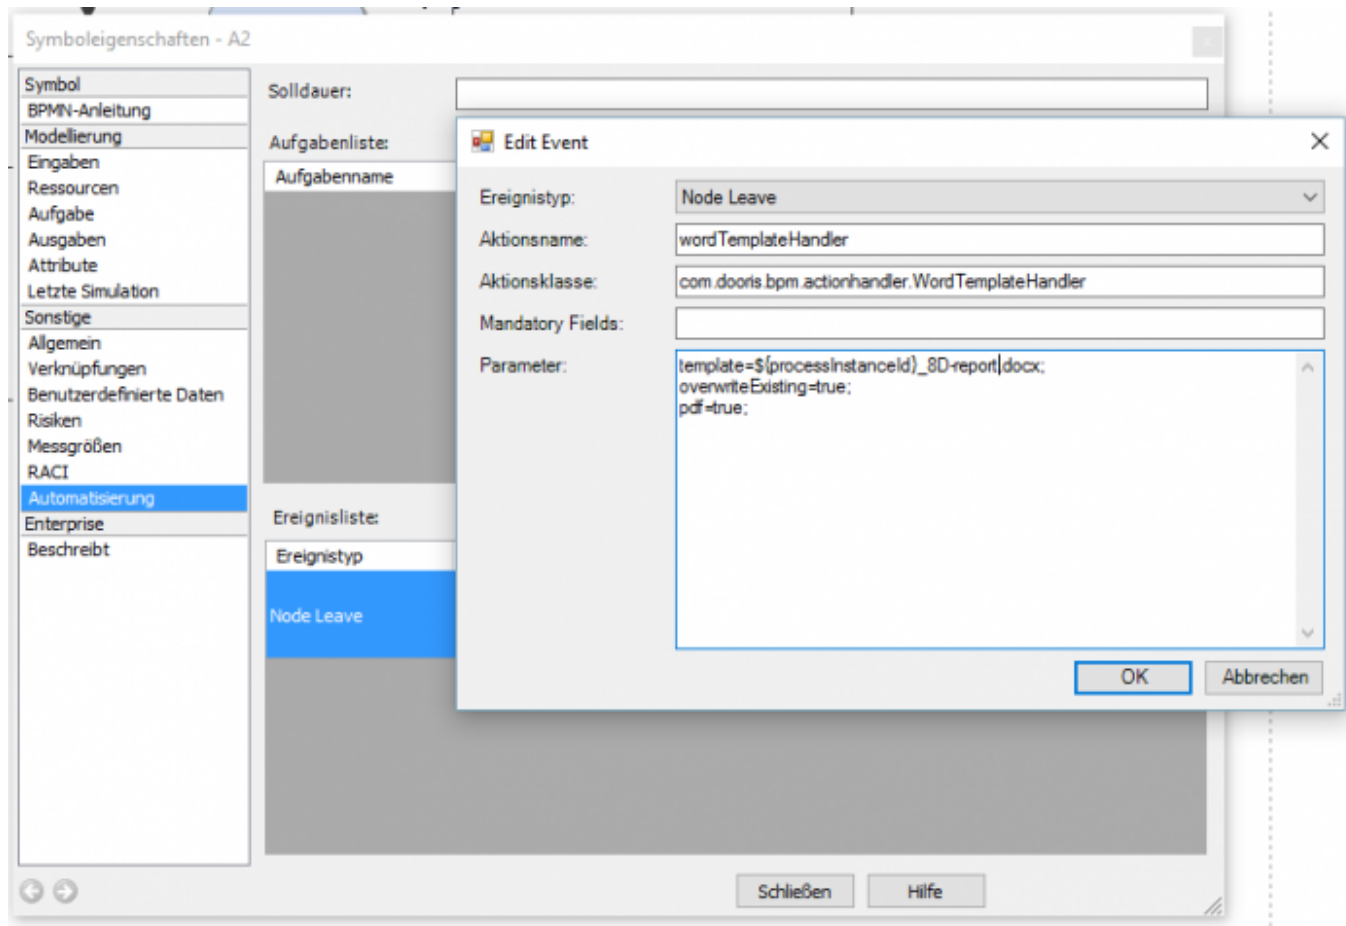 Symboleigenschaften - A2
Symbol
BPMN-Anleitung
Modellierung
Eingaben
Ressourcen
Aufgabe
Ausgaben
Attribute
Letzte Simulation
Sonstige
Allgemein
Verknüpfungen
Benutzerdefinierte Daten
Risiken
Messgrößen
RACI
Automatisierung
Enterprise
Beschreibt
Solldauer:
Aufgabenliste:
Aufgabenname
Ereignisliste:
Ereignistyp
Node Leave
Edit Event
Ereignistyp:
Node Leave
Aktionsname:
wordTemplateHandler
Aktionsklasse:
com.dooris.bpm.actionhandler.WordTemplateHandler
Mandatory Fields:
Parameter:
template=${processInstanceId}_8D-report.docx;
overwriteExisting=true;
pdf=true;
OK
Abbrechen
Schließen
Hilfe